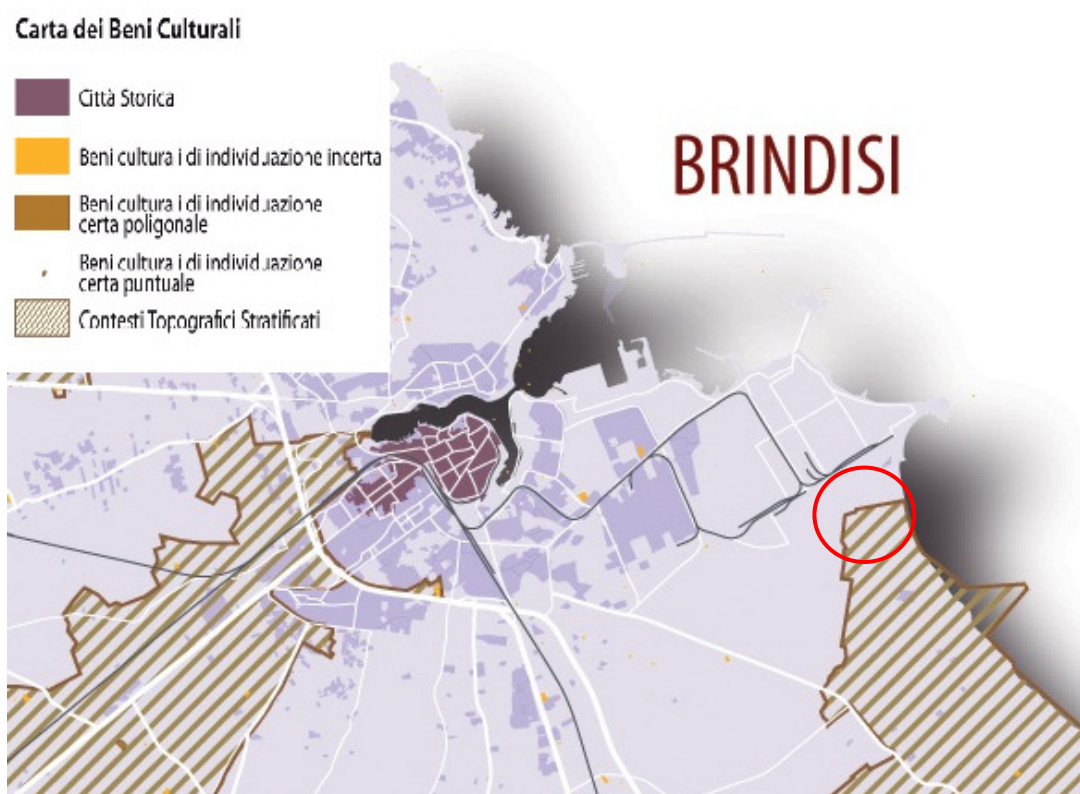 Carta dei Beni Culturali
BRINDISI
Città Storica
Beni cultura i di individuazione incerta
Beni cultura i di individuazione
certa poligonale
Beni cultura i di individuazione
certa puntuale
Contesti Topografici Stratificati